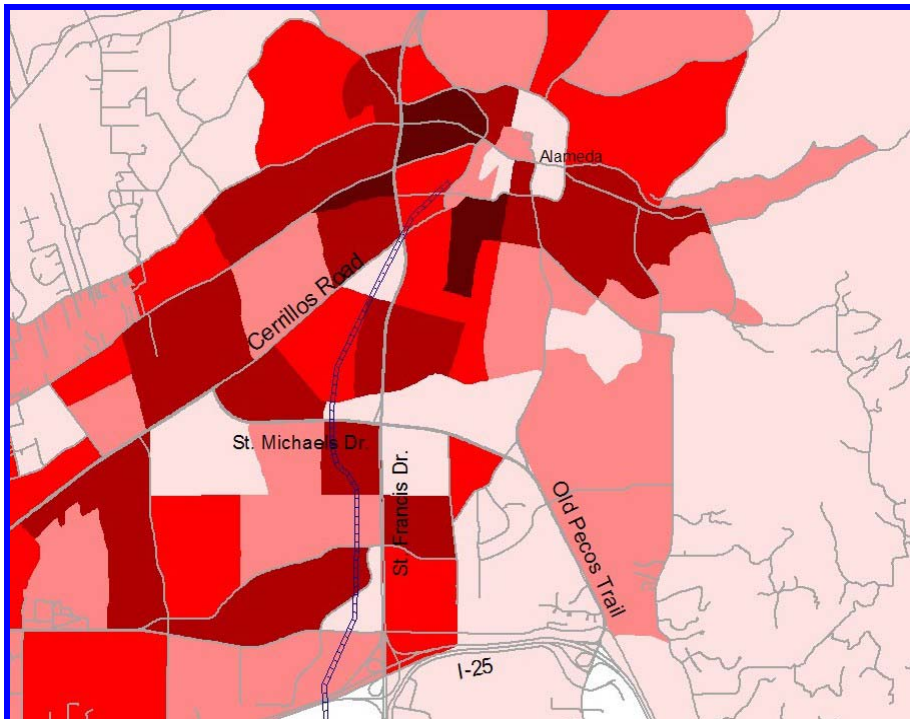 Alameda
Cerrillos Road
St. Michaels Dr.
St. Francis Dr.
Old Pecos Trail
I-25